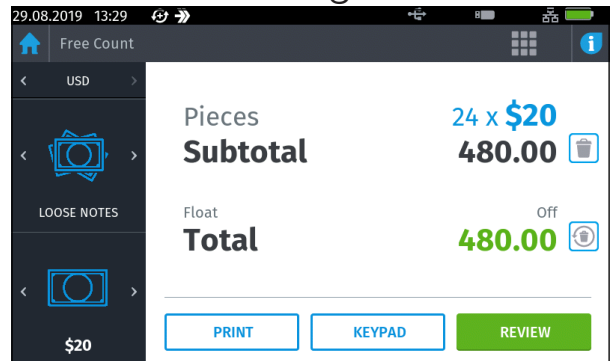 29.08.2019 13:29
Free Count
i
USD
Pieces 24 x $20
Subtotal 480.00
LOOSE NOTES
Float Off
Total 480.00
$20
PRINT KEYPAD REVIEW